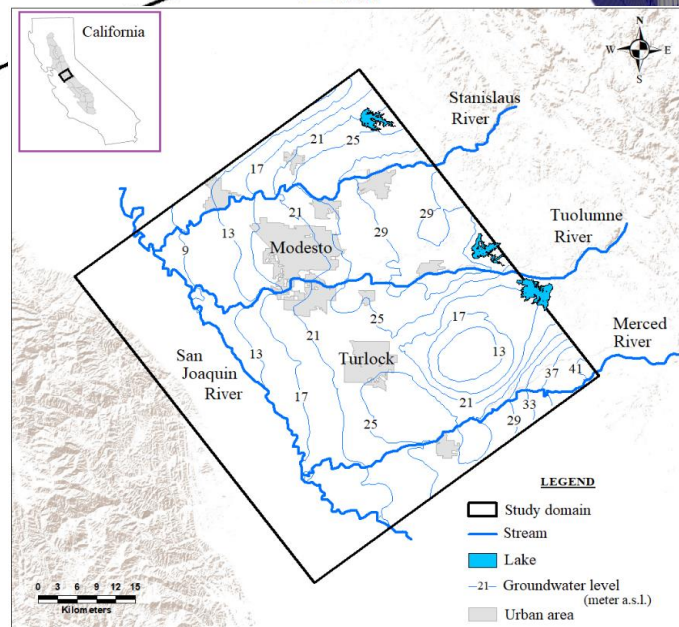 California
N
W E
S
Stanislaus
River
21
25
17
Tuolumne
River
21
29
29
13
Modesto
9
Merced
River
25
17
21
San
Joaquin
River
13
Turlock
13
37
41
17
21
33
29
25
LEGEND
Study domain
Stream
Lake
21 Groundwater level
(meter a.s.l.)
Urban area
0 3 6 9 12 15
Kilometers